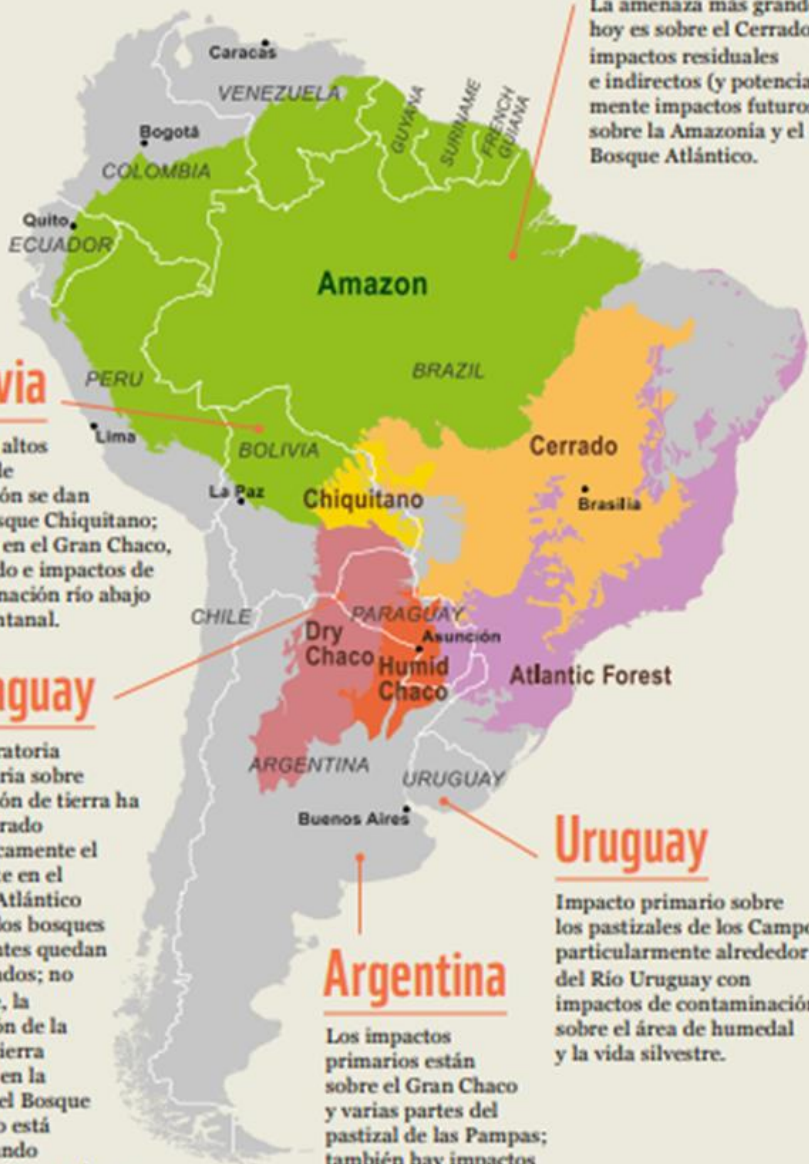 La amenaza más grande
hoy es sobre el Cerrado
impactos residuales
e indirectos (y potencia
mente impactos futuros
sobre la Amazonía y el
Bosque Atlántico.
Caracas
VENEZUELA
GUYANA
SURINAME
FRENCH
GUIANA
Bogotá
COLOMBIA
Quito
ECUADOR
Amazon
PERU
BRAZIL
via
Lima
BOLIVIA
Cerrado
altos
de
ón se dan
sque Chiquitano;
en el Gran Chaco,
do e impactos de
nación río abajo
ntanal.
La Paz
Chiquitano
Brasilia
CHILE
PARAGUAY
Asunción
Dry
Chaco
Humid
Chaco
Atlantic Forest
guay
ratoria
ria sobre
ón de tierra ha
rado
camente el
te en el
Atlántico
los bosques
ntes quedan
ados; no
, la
ón de la
ierra
en la
el Bosque
o está
ando
ARGENTINA
URUGUAY
Buenos Aires
Uruguay
Impacto primario sobre
los pastizales de los Campo
particularmente alrededor
del Río Uruguay con
impactos de contaminación
sobre el área de humedal
y la vida silvestre.
Argentina
Los impactos
primarios están
sobre el Gran Chaco
y varias partes del
pastizal de las Pampas;
también hay impactos